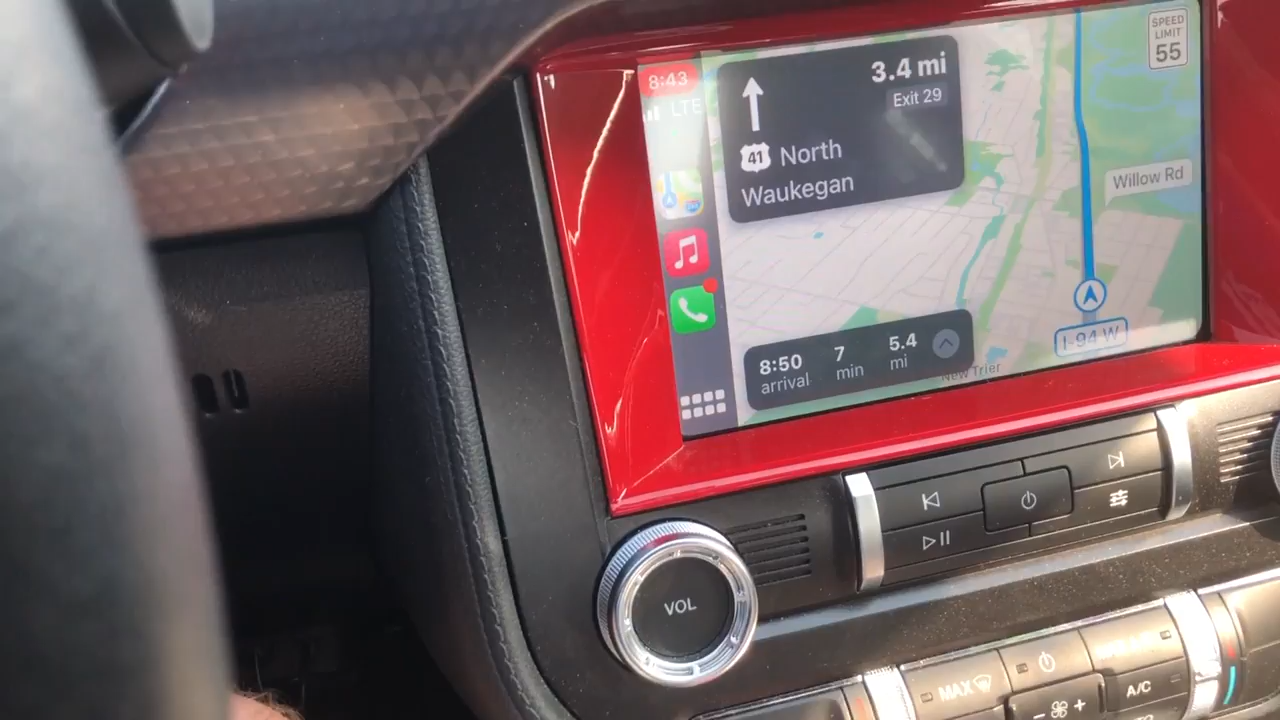 8:43
LTE
3.4 mi
Exit 29
41 North
Waukegan
SPEED
LIMIT
55
Willow Rd
I-94 W
8:50 7 5.4
arrival min mi
New Trier
VOL
MAX
A/C